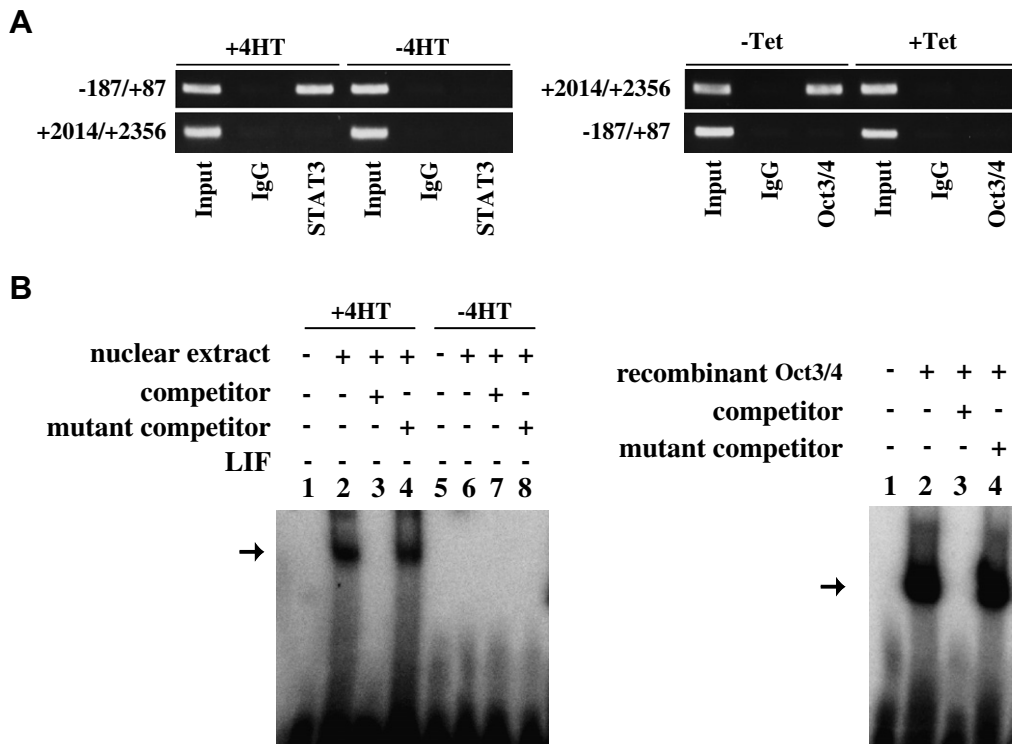 A
+4HT -4HT
-187/+87
+2014/+2356
Input IgG STAT3 Input IgG STAT3
-Tet +Tet
+2014/+2356
-187/+87
Input IgG Oct3/4 Input IgG Oct3/4
B
+4HT -4HT
nuclear extract - + + + - + + +
competitor - - + - - - + -
mutant competitor - - - + - - - +
LIF - - - - - - - -
1 2 3 4 5 6 7 8
recombinant Oct3/4 - + + +
competitor - - + -
mutant competitor - - - +
1 2 3 4